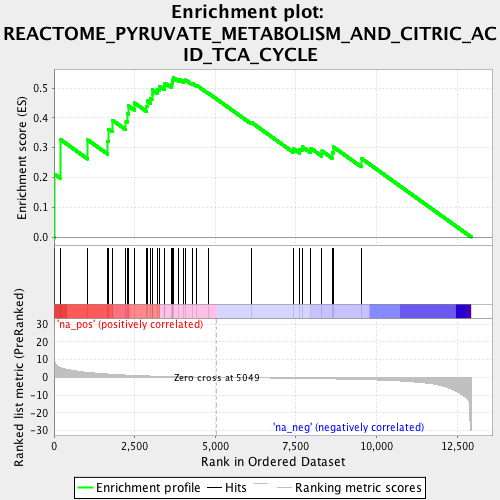 Enrichment plot:
REACTOME_PYRUVATE_METABOLISM_AND_CITRIC_AC
ID_TCA_CYCLE
Enrichment score (ES)
0.5
0.4
0.3
0.2
0.1
0.0
'na_pos' (positively correlated)
Ranked list metric (PreRanked)
30
20
10
0
-10
-20
-30
Zero cross at 5049
'na_neg' (negatively correlated)
0
2,500
5,000
7,500
10,000
12,500
Rank in Ordered Dataset
Enrichment profile
Hits
Ranking metric scores